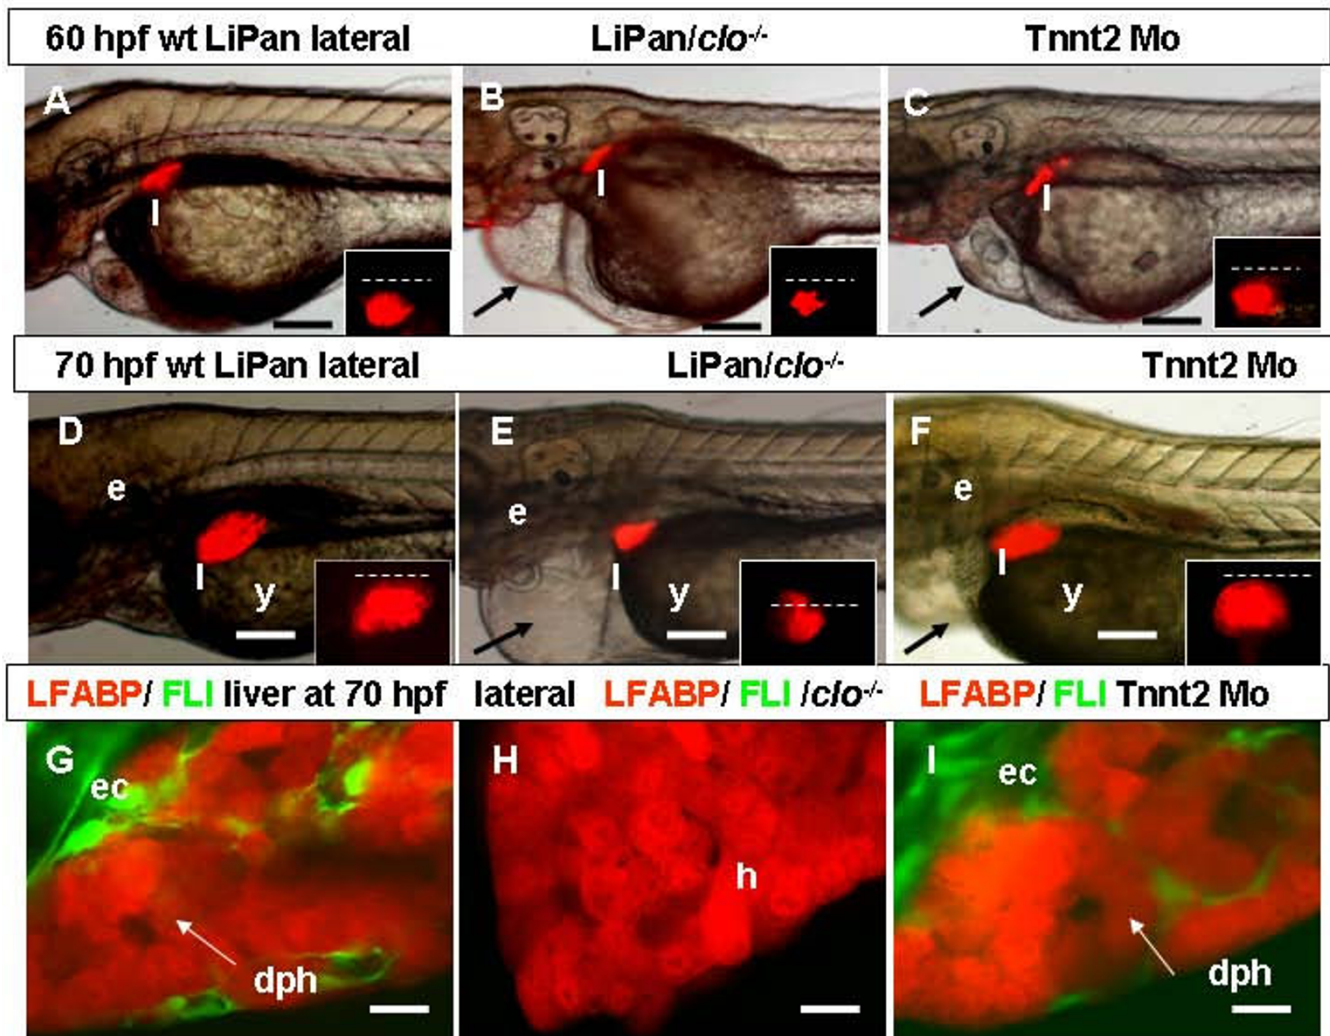 60 hpf wt LiPan lateral LiPan/clo-/- Tnnt2 Mo
A B C
l l l
70 hpf wt LiPan lateral LiPan/clo-/- Tnnt2 Mo
D E F
e e e
l l l
y y y
LFABP/ FLI liver at 70 hpf lateral LFABP/ FLI /clo-/- LFABP/ FLI Tnnt2 Mo
G H I
ec ec
h
dph dph